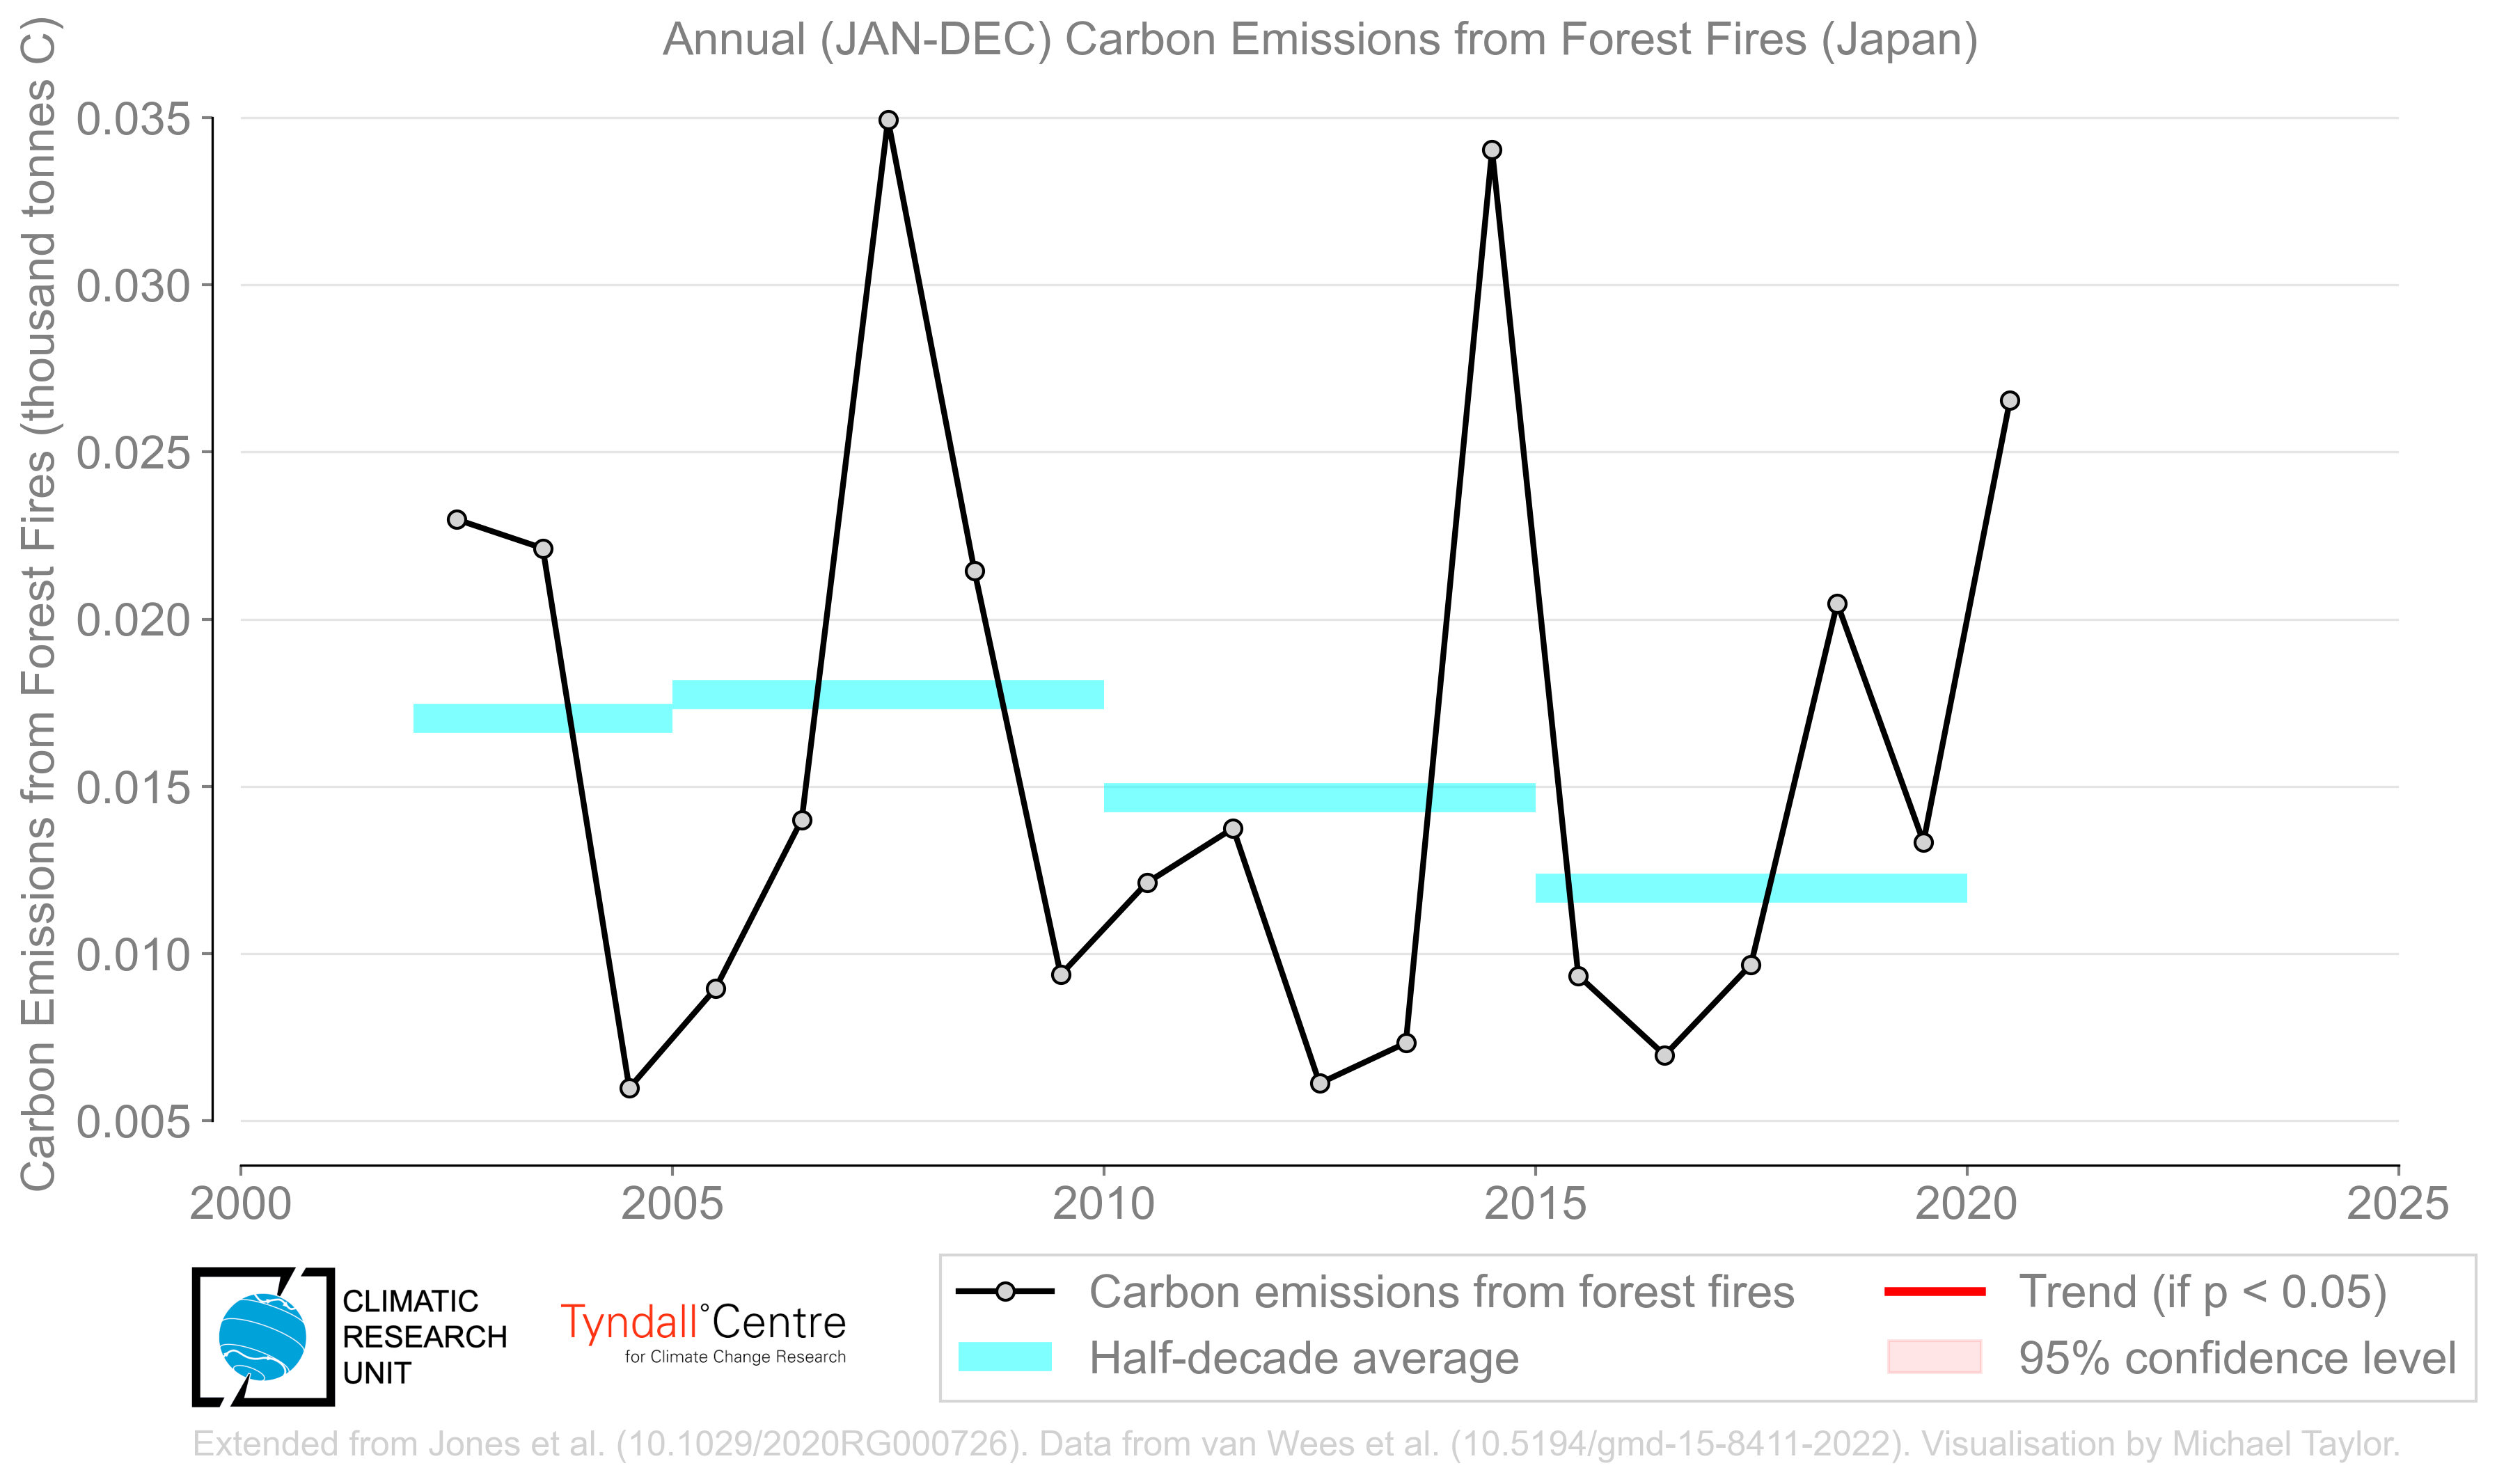 Annual (JAN-DEC) Carbon Emissions from Forest Fires (Japan)
Carbon Emissions from Forest Fires (thousand tonnes C)
0.035
0.030
0.025
0.020
0.015
0.010
0.005
2000
2005
2010
2015
2020
2025
CLIMATIC
RESEARCH
UNIT
Tyndall°Centre
for Climate Change Research
Carbon emissions from forest fires
Half-decade average
Trend (if p < 0.05)
95% confidence level
Extended from Jones et al. (10.1029/2020RG000726). Data from van Wees et al. (10.5194/gmd-15-8411-2022). Visualisation by Michael Taylor.